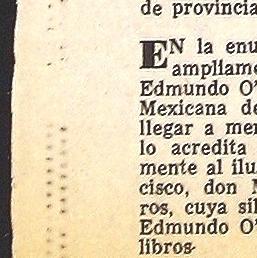 de provincia
EN la enu
ampliame
Edmundo O'
Mexicana de
llegar a mer
lo acredita
mente al ilu
cisco, don M
ros, cuya sil
Edmundo O'
libros